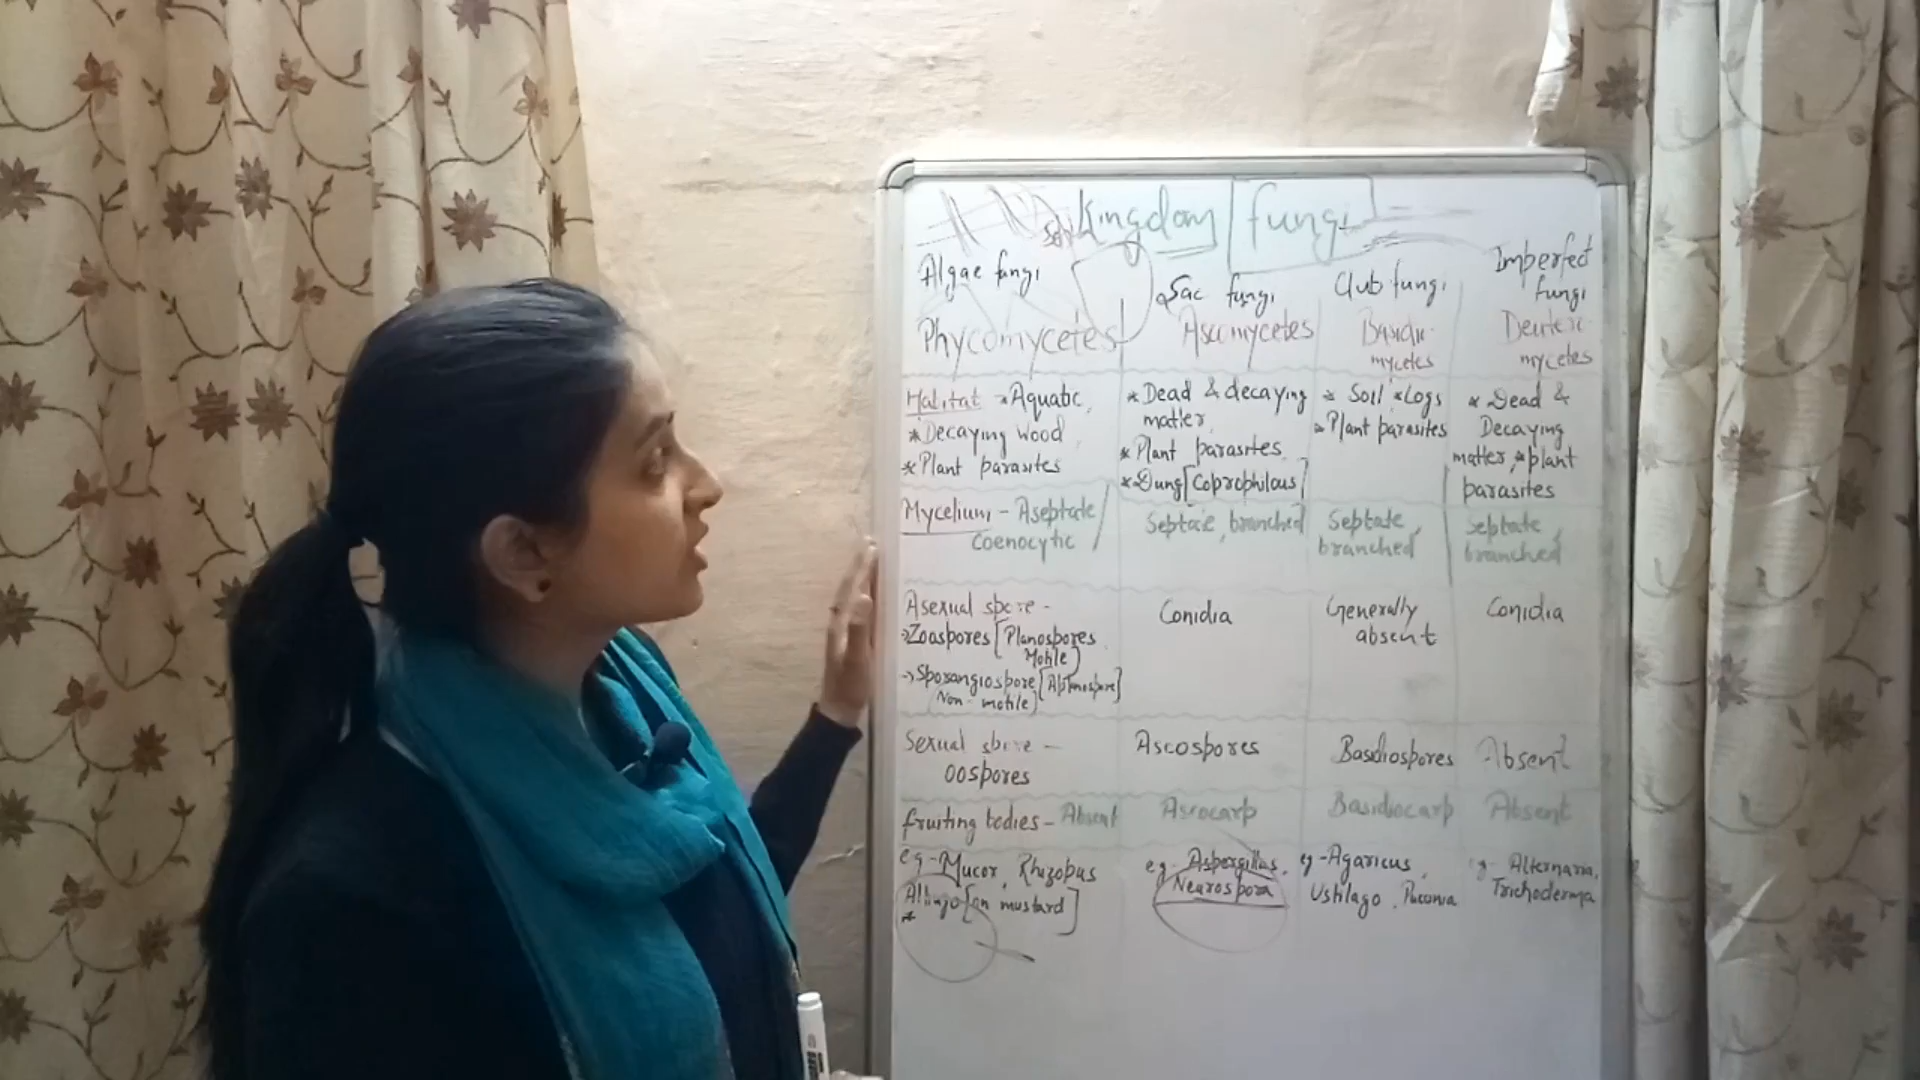 Kingdom fungi
Algae fungi
Sac fungi
Club fungi
Imperfect
fungi
Phycomycetes
Ascomycetes
Basidio-
mycetes
Deutero-
mycetes
Habitat * Aquatic,
* Decaying wood
* Plant parasites
* Dead & decaying
matter,
* Plant parasites
* Dung [Coprophilous]
* Soil * Logs
* Plant parasites
* Dead &
Decaying
matter, * plant
parasites
Mycelium - Aseptate
Coenocytic
Septate, branched
Septate,
branched
Septate,
branched
Asexual spore -
→ Zoospores [Planospores
Motile]
→ Sporangiospore [Aplanospore]
Non-motile]
Conidia
Generally
absent
Conidia
Sexual spore -
oospores
Ascospores
Basidiospores
Absent
fruiting bodies - Absent
Ascocarp
Basidiocarp
Absent
eg - Mucor, Rhizopus
Albugo [on mustard]
*
eg - Aspergillus,
Neurospora
eg - Agaricus,
Ustilago, Puccinia
eg - Alternaria,
Trichoderma